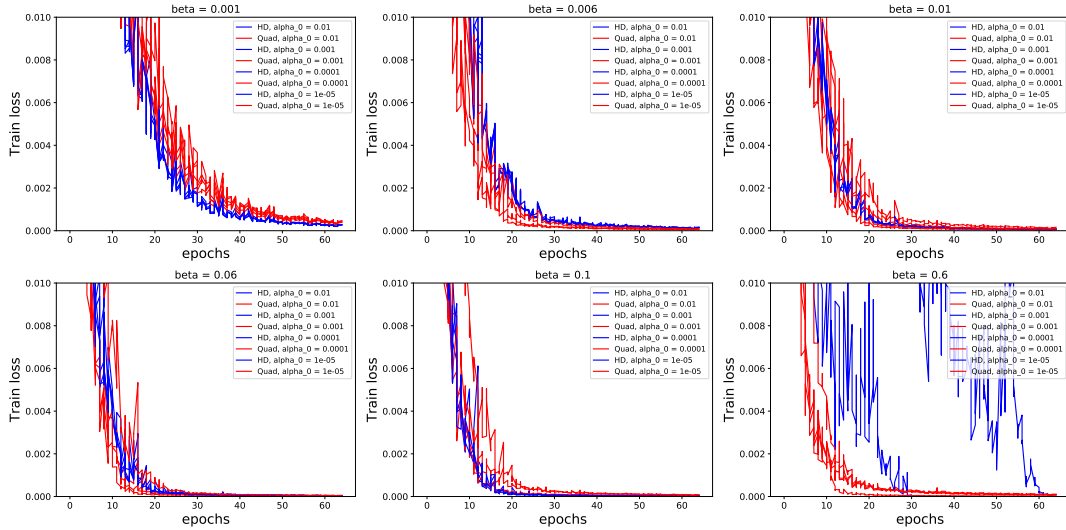 beta = 0.001
0.010
0.008
0.006
0.004
0.002
0.000
Train loss
HD, alpha_0 = 0.01
Quad, alpha_0 = 0.01
HD, alpha_0 = 0.001
Quad, alpha_0 = 0.001
HD, alpha_0 = 0.0001
Quad, alpha_0 = 0.0001
HD, alpha_0 = 1e-05
Quad, alpha_0 = 1e-05
0 10 20 30 40 50 60
epochs
beta = 0.006
0.010
0.008
0.006
0.004
0.002
0.000
Train loss
HD, alpha_0 = 0.01
Quad, alpha_0 = 0.01
HD, alpha_0 = 0.001
Quad, alpha_0 = 0.001
HD, alpha_0 = 0.0001
Quad, alpha_0 = 0.0001
HD, alpha_0 = 1e-05
Quad, alpha_0 = 1e-05
0 10 20 30 40 50 60
epochs
beta = 0.01
0.010
0.008
0.006
0.004
0.002
0.000
Train loss
HD, alpha_0 = 0.01
Quad, alpha_0 = 0.01
HD, alpha_0 = 0.001
Quad, alpha_0 = 0.001
HD, alpha_0 = 0.0001
Quad, alpha_0 = 0.0001
HD, alpha_0 = 1e-05
Quad, alpha_0 = 1e-05
0 10 20 30 40 50 60
epochs
beta = 0.06
0.010
0.008
0.006
0.004
0.002
0.000
Train loss
HD, alpha_0 = 0.01
Quad, alpha_0 = 0.01
HD, alpha_0 = 0.001
Quad, alpha_0 = 0.001
HD, alpha_0 = 0.0001
Quad, alpha_0 = 0.0001
HD, alpha_0 = 1e-05
Quad, alpha_0 = 1e-05
0 10 20 30 40 50 60
epochs
beta = 0.1
0.010
0.008
0.006
0.004
0.002
0.000
Train loss
HD, alpha_0 = 0.01
Quad, alpha_0 = 0.01
HD, alpha_0 = 0.001
Quad, alpha_0 = 0.001
HD, alpha_0 = 0.0001
Quad, alpha_0 = 0.0001
HD, alpha_0 = 1e-05
Quad, alpha_0 = 1e-05
0 10 20 30 40 50 60
epochs
beta = 0.6
0.010
0.008
0.006
0.004
0.002
0.000
Train loss
HD, alpha_0 = 0.01
Quad, alpha_0 = 0.01
HD, alpha_0 = 0.001
Quad, alpha_0 = 0.001
HD, alpha_0 = 0.0001
Quad, alpha_0 = 0.0001
HD, alpha_0 = 1e-05
Quad, alpha_0 = 1e-05
0 10 20 30 40 50 60
epochs